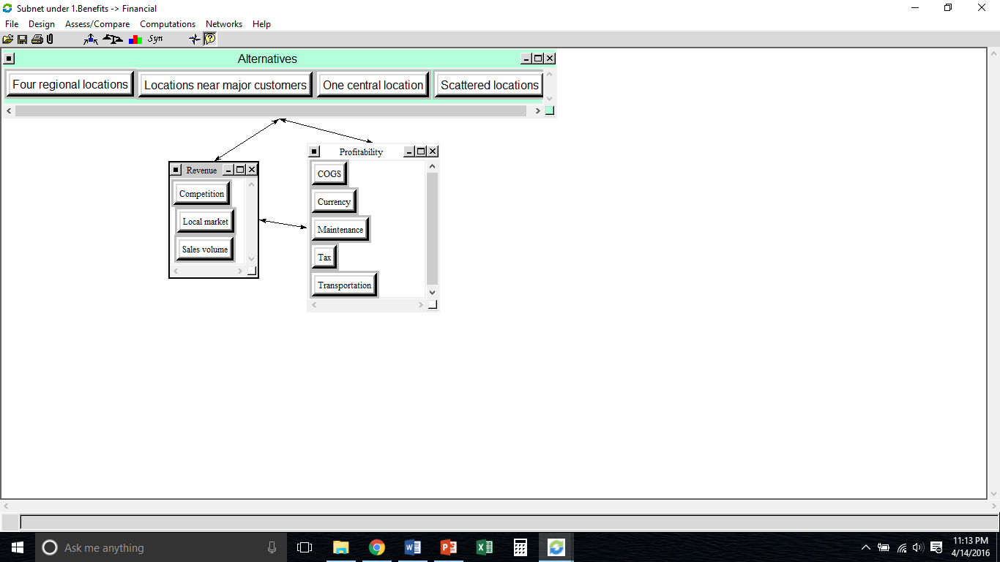 Subnet under 1.Benefits -> Financial
File Design Assess/Compare Computations Networks Help
Syn
Alternatives
Four regional locations Locations near major customers One central location Scattered locations
Revenue
Competition
Local market
Sales volume
Profitability
COGS
Currency
Maintenance
Tax
Transportation
Ask me anything
11:13 PM
4/14/2016